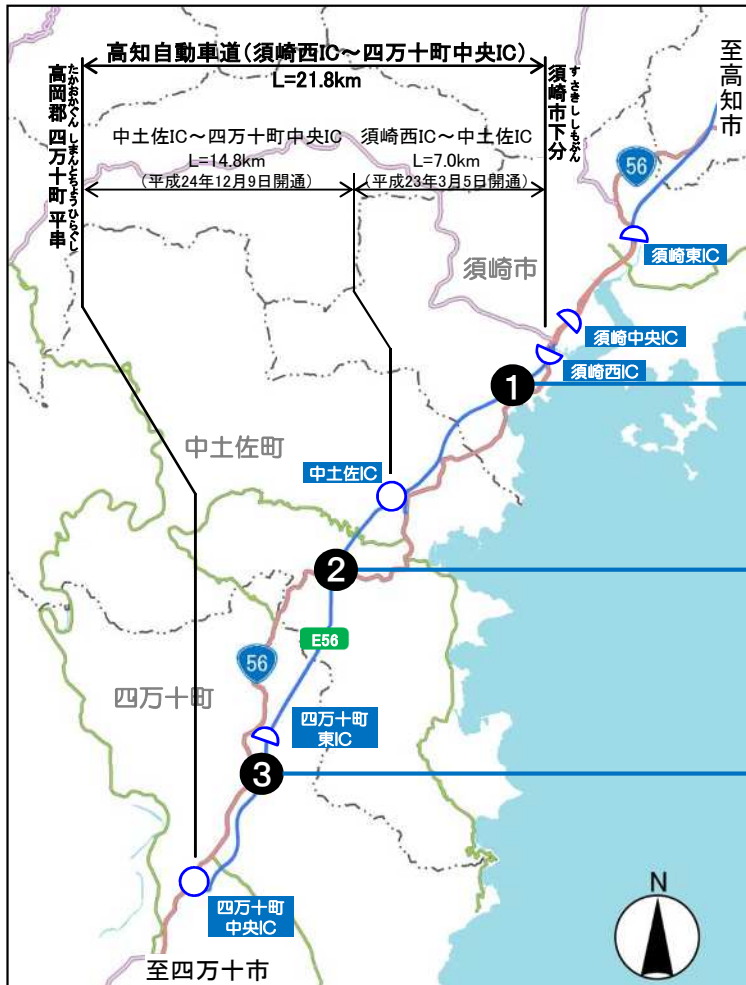 高知自動車道(須崎西IC～四万十町中央IC)
L=21.8km
至高知市
高岡郡 四万十町 平串
たかおかぐん しまんとちょう ひらぐし
須崎市下分
すさきししもぶん
中土佐IC～四万十町中央IC
L=14.8km
(平成24年12月9日開通)
須崎西IC～中土佐IC
L=7.0km
(平成23年3月5日開通)
56
須崎東IC
須崎市
須崎中央IC
須崎西IC
1
中土佐町
中土佐IC
2
E56
56
四万十町
四万十町
東IC
3
四万十町
中央IC
N
至四万十市